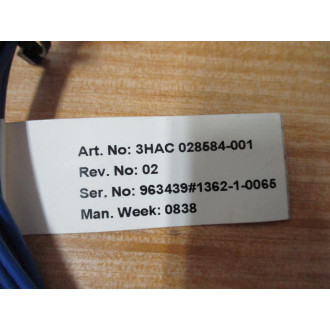 Art. No: 3HAC 028584-001
Rev. No: 02
Ser. No: 963439#1362-1-0065
Man. Week: 0838